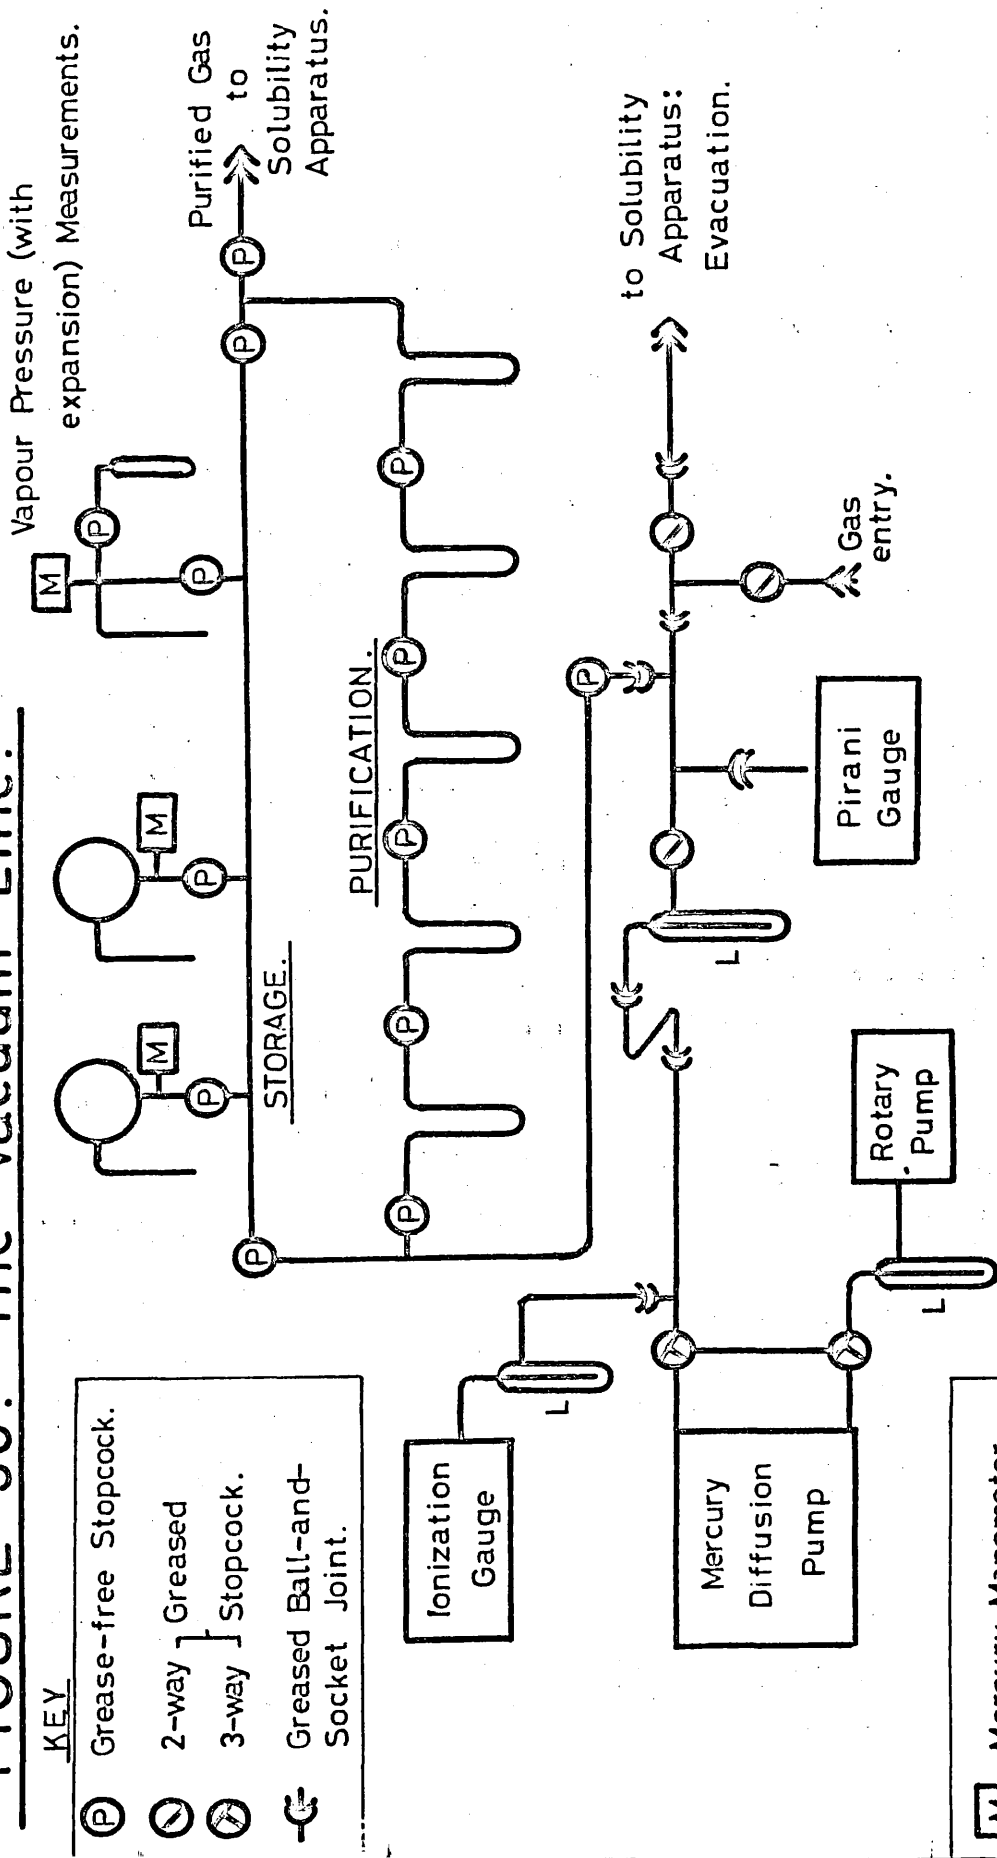 The Vacuum Line.
KEY
P Grease-free Stopcock.
2-way Greased
3-way Stopcock.
Greased Ball-and-
Socket Joint.
Vapour Pressure (with
expansion) Measurements.
M
P
P
M
P
M
P
STORAGE.
P
P
P
Purified Gas
to
Solubility
Apparatus.
PURIFICATION.
P
P
P
P
P
P
to Solubility
Apparatus:
Evacuation.
Gas
entry.
Pirani
Gauge
L
Ionization
Gauge
L
Mercury
Diffusion
Pump
Rotary
Pump
L
M Mercury Manometer